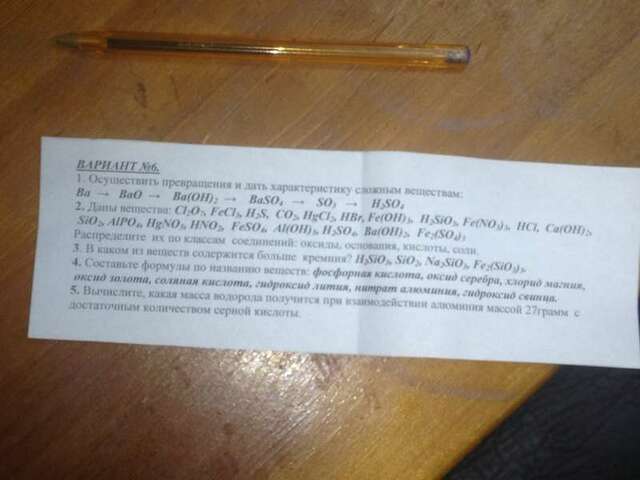 ВАРИАНТ №6.
1. Осуществить превращения и дать характеристику сложным веществам:
Ba → BaO → Ba(OH)₂ → BaSO₄ → SO₃ → H₂SO₄
2. Даны вещества: Cl₂O₇, FeCl₃, H₂S, CO₂, HgCl₂, HBr, Fe(OH)₃, H₂SiO₃, Fe(NO₃)₃, HCl, Ca(OH)₂,
SiO₂, AlPO₄, HgNO₃, HNO₃, FeSO₄, Al(OH)₃, H₂SO₄, Ba(OH)₂, Fe₂(SO₄)₃
Распределите их по классам соединений: оксиды, основания, кислоты, соли.
3. В каком из веществ содержится больше кремния? H₂SiO₃, SiO₂, Na₂SiO₃, Fe₂(SiO₃)₃.
4. Составьте формулы по названию веществ: фосфорная кислота, оксид серебра, хлорид магния,
оксид золота, соляная кислота, гидроксид лития, нитрат алюминия, гидроксид свинца.
5. Вычислите, какая масса водорода получится при взаимодействии алюминия массой 27грамм с
достаточным количеством серной кислоты.